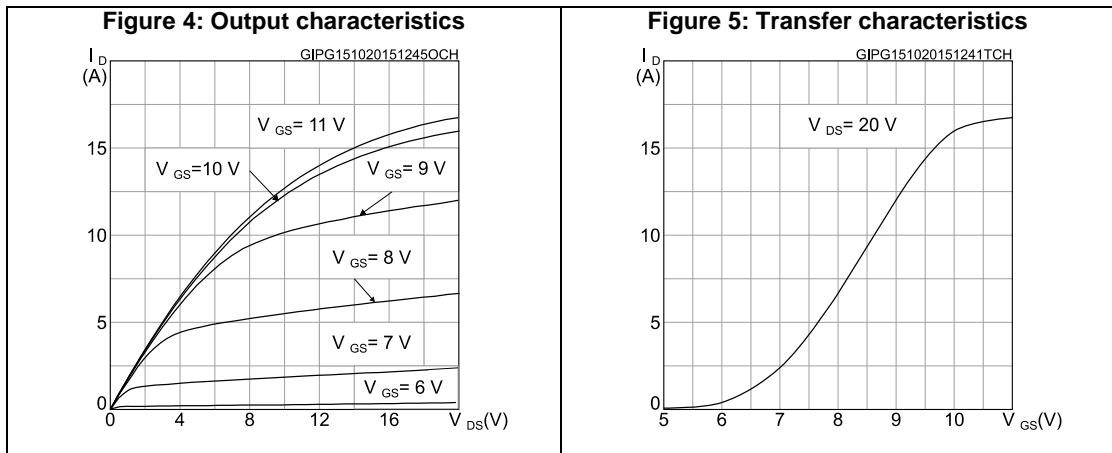 Figure 4: Output characteristics
GIPG151020151245OCH
I D
(A)
V GS= 11 V
15
V GS=10 V
V GS= 9 V
10
V GS= 8 V
5
V GS= 7 V
V GS= 6 V
0
0 4 8 12 16 V DS(V)
Figure 5: Transfer characteristics
GIPG151020151241TCH
I D
(A)
V DS= 20 V
15
10
5
0
5 6 7 8 9 10 V GS(V)